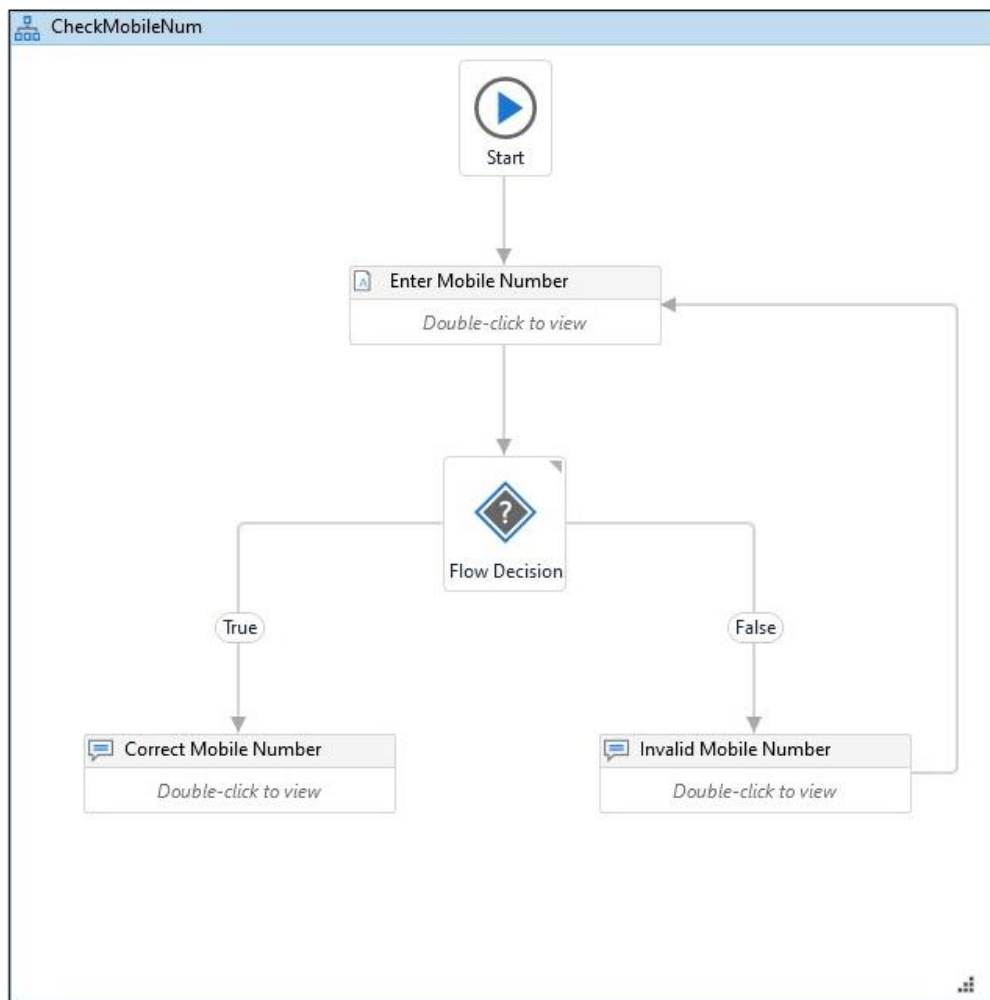 CheckMobileNum
Start
Enter Mobile Number
Double-click to view
?
Flow Decision
True
False
Correct Mobile Number
Double-click to view
Invalid Mobile Number
Double-click to view